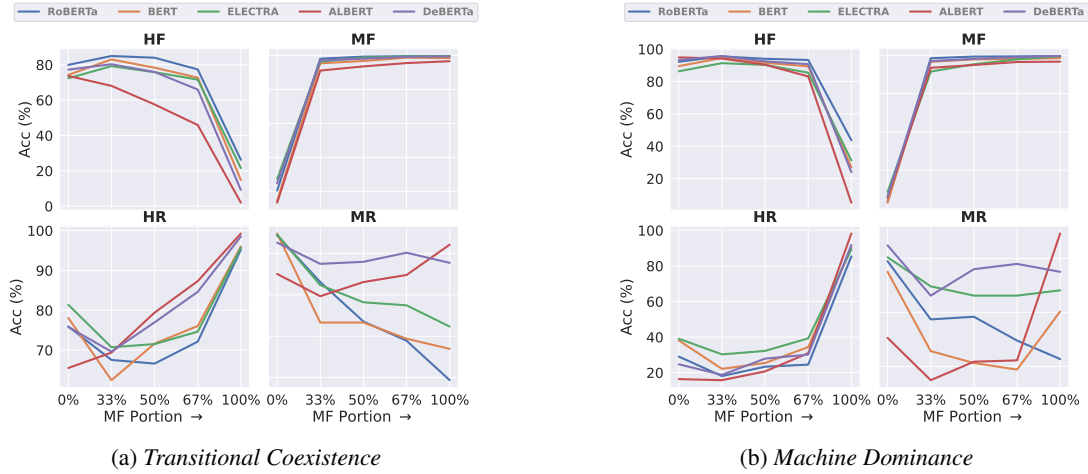 RoBERTa BERT ELECTRA ALBERT DeBERTa
HF MF
Acc (%)
80
60
40
20
0
HR MR
Acc (%)
100
90
80
70
0% 33% 50% 67% 100% 0% 33% 50% 67% 100%
MF Portion → MF Portion →
(a) Transitional Coexistence
RoBERTa BERT ELECTRA ALBERT DeBERTa
HF MF
Acc (%)
100
80
60
40
20
HR MR
Acc (%)
100
80
60
40
20
0% 33% 50% 67% 100% 0% 33% 50% 67% 100%
MF Portion → MF Portion →
(b) Machine Dominance